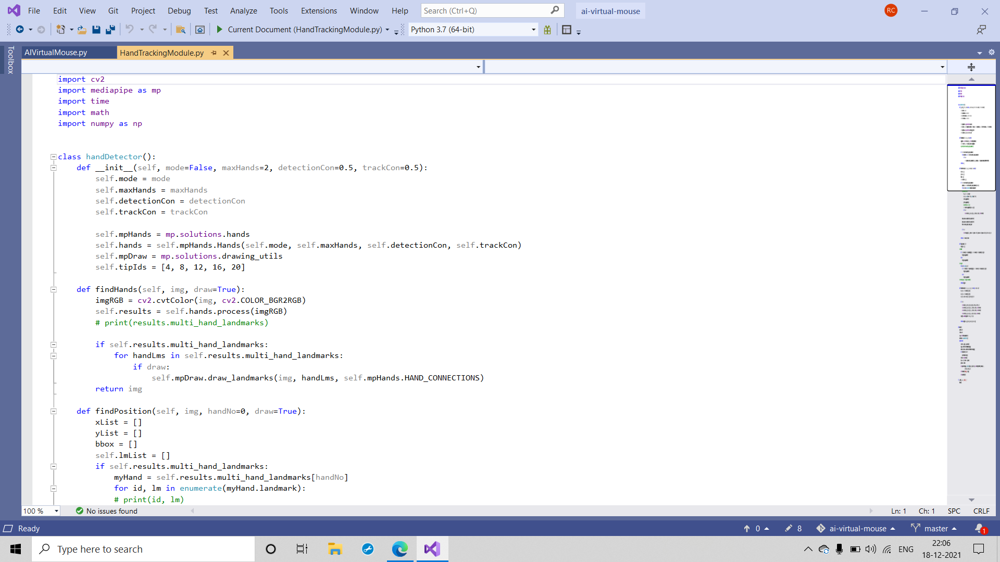 File Edit View Git Project Debug Test Analyze Tools Extensions Window Help Search (Ctrl+Q) ai-virtual-mouse RC
Current Document (HandTrackingModule.py) Python 3.7 (64-bit)
Toolbox
AIVirtualMouse.py HandTrackingModule.py
import cv2
import mediapipe as mp
import time
import math
import numpy as np
class handDetector():
def __init__(self, mode=False, maxHands=2, detectionCon=0.5, trackCon=0.5):
self.mode = mode
self.maxHands = maxHands
self.detectionCon = detectionCon
self.trackCon = trackCon
self.mpHands = mp.solutions.hands
self.hands = self.mpHands.Hands(self.mode, self.maxHands, self.detectionCon, self.trackCon)
self.mpDraw = mp.solutions.drawing_utils
self.tipIds = [4, 8, 12, 16, 20]
def findHands(self, img, draw=True):
imgRGB = cv2.cvtColor(img, cv2.COLOR_BGR2RGB)
self.results = self.hands.process(imgRGB)
# print(results.multi_hand_landmarks)
if self.results.multi_hand_landmarks:
for handLms in self.results.multi_hand_landmarks:
if draw:
self.mpDraw.draw_landmarks(img, handLms, self.mpHands.HAND_CONNECTIONS)
return img
def findPosition(self, img, handNo=0, draw=True):
xList = []
yList = []
bbox = []
self.lmList = []
if self.results.multi_hand_landmarks:
myHand = self.results.multi_hand_landmarks[handNo]
for id, lm in enumerate(myHand.landmark):
# print(id, lm)
100 % No issues found Ln: 1 Ch: 1 SPC CRLF
Ready 0 8 ai-virtual-mouse master 1
Type here to search ENG 22:06
18-12-2021